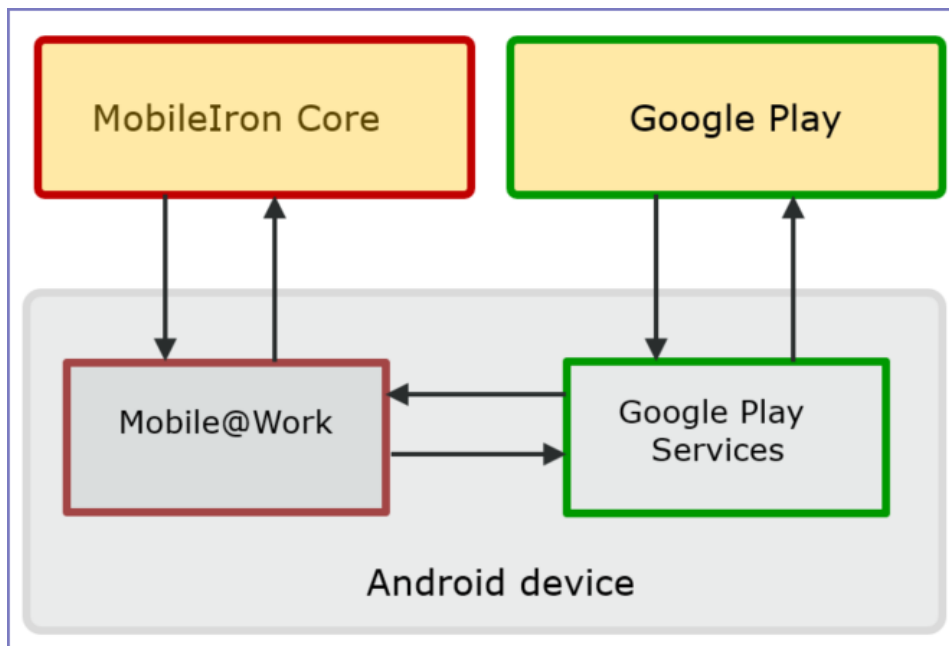 MobileIron Core
Google Play
Mobile@Work
Google Play
Services
Android device